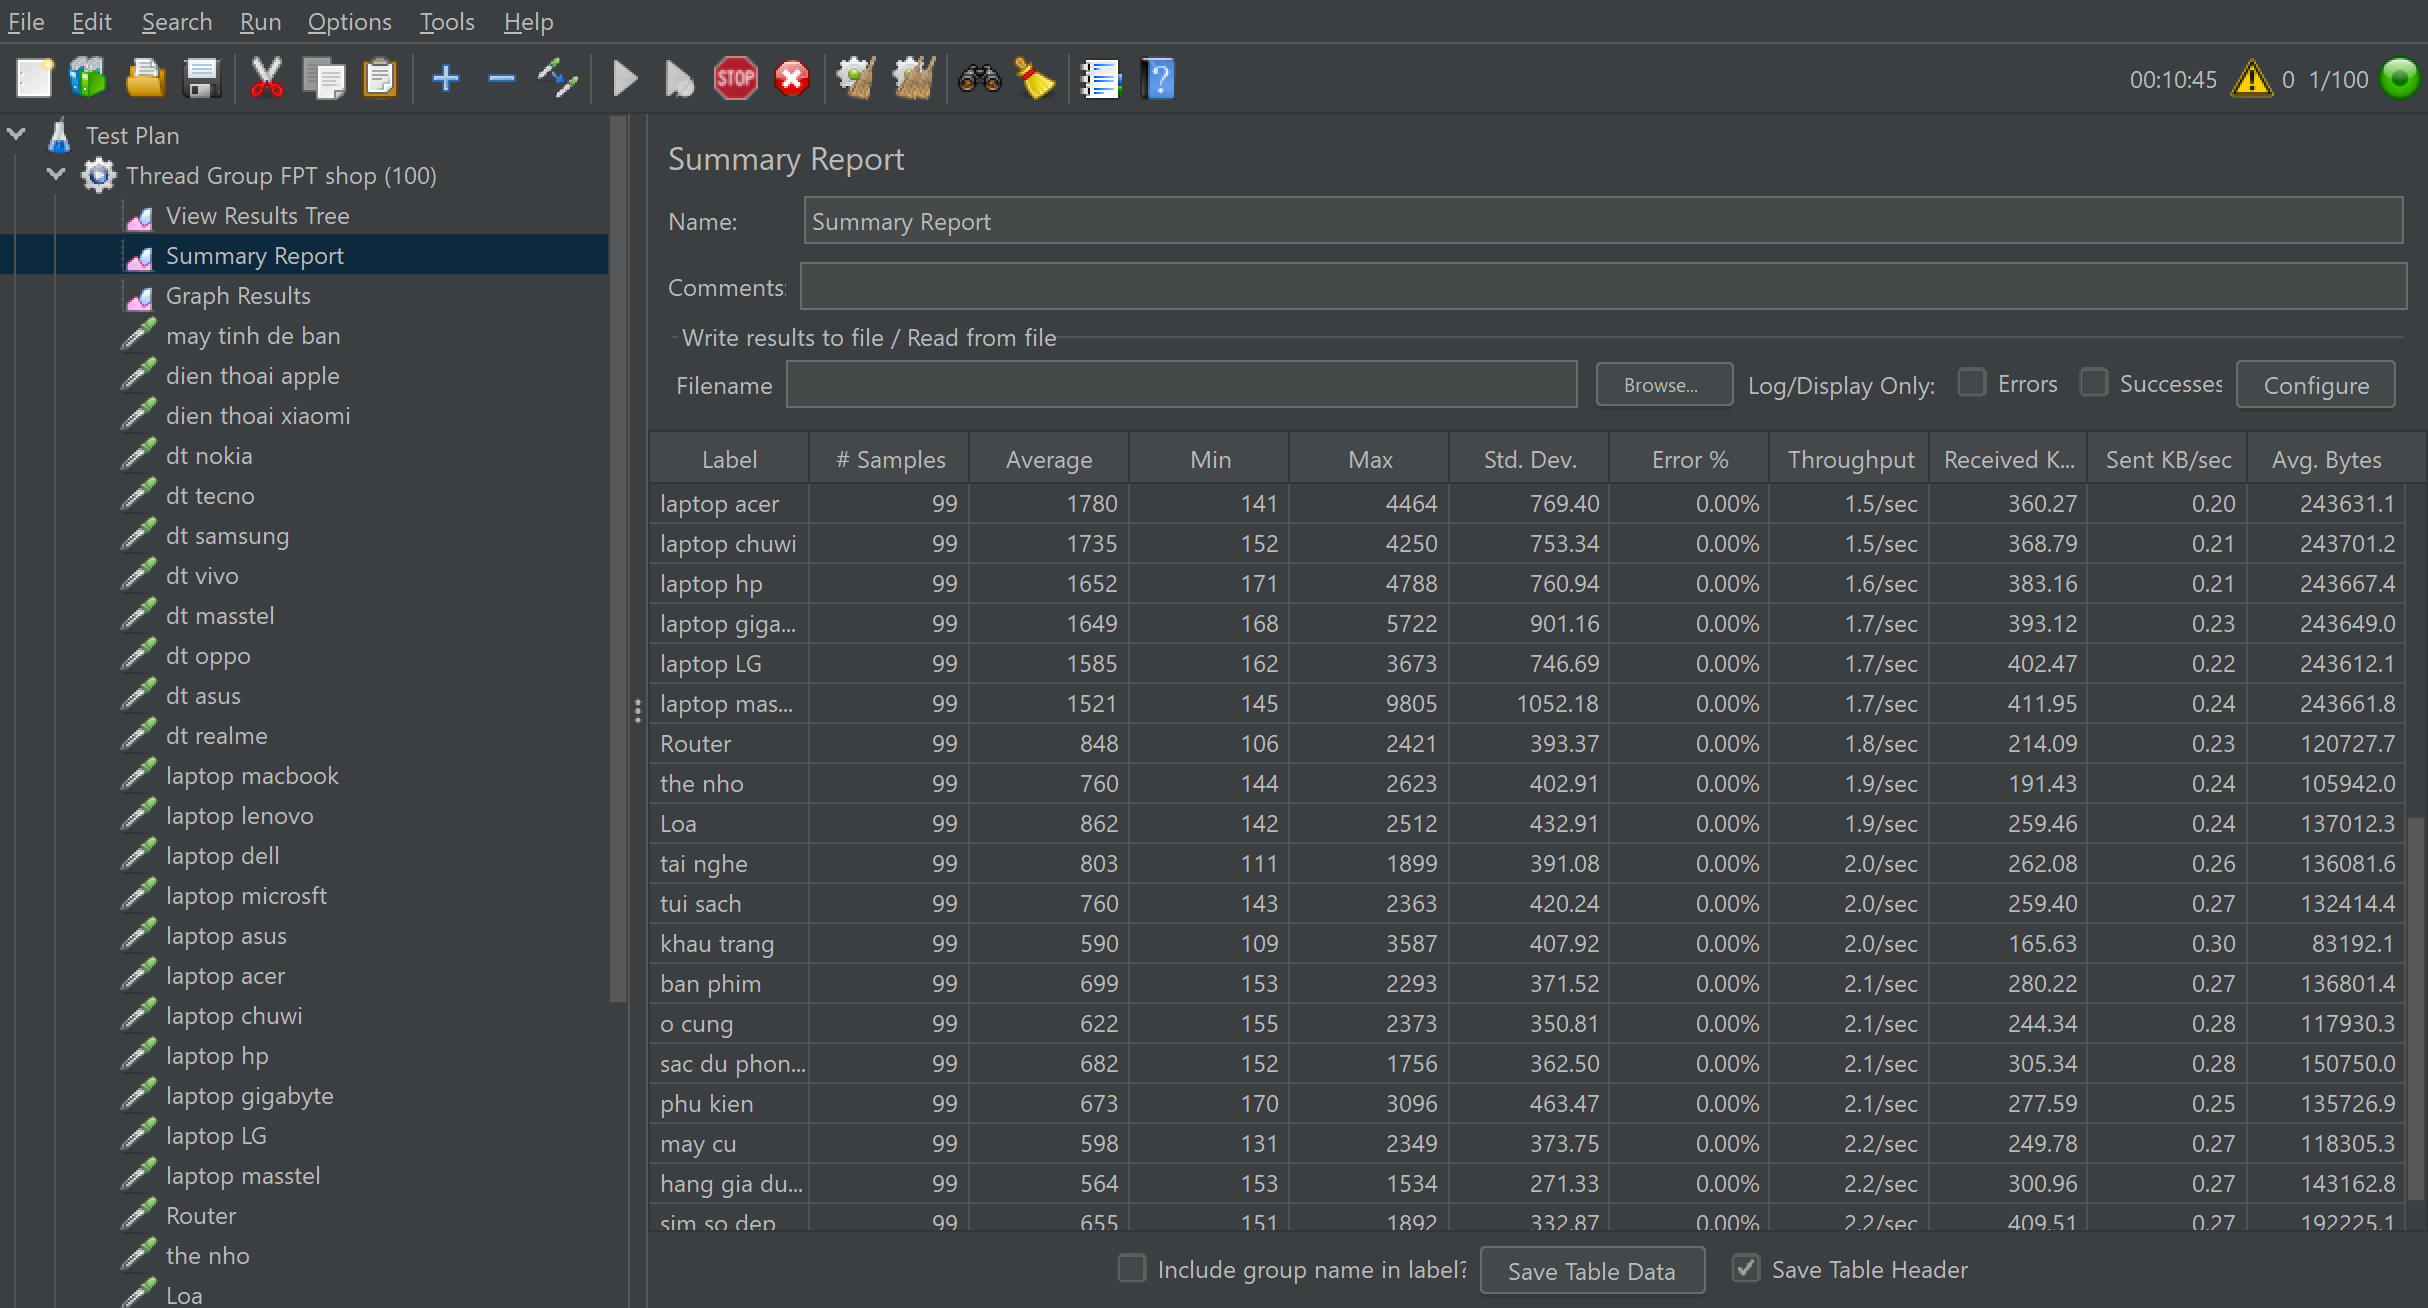 File Edit Search Run Options Tools Help
STOP
00:10:45 0 1/100
Test Plan
Thread Group FPT shop (100)
View Results Tree
Summary Report
Graph Results
may tinh de ban
dien thoai apple
dien thoai xiaomi
dt nokia
dt tecno
dt samsung
dt vivo
dt masstel
dt oppo
dt asus
dt realme
laptop macbook
laptop lenovo
laptop dell
laptop microsft
laptop asus
laptop acer
laptop chuwi
laptop hp
laptop gigabyte
laptop LG
laptop masstel
Router
the nho
Loa
Summary Report
Name: Summary Report
Comments:
Write results to file / Read from file
Filename Browse... Log/Display Only: Errors Successes Configure
Label # Samples Average Min Max Std. Dev. Error % Throughput Received K... Sent KB/sec Avg. Bytes
laptop acer 99 1780 141 4464 769.40 0.00% 1.5/sec 360.27 0.20 243631.1
laptop chuwi 99 1735 152 4250 753.34 0.00% 1.5/sec 368.79 0.21 243701.2
laptop hp 99 1652 171 4788 760.94 0.00% 1.6/sec 383.16 0.21 243667.4
laptop giga... 99 1649 168 5722 901.16 0.00% 1.7/sec 393.12 0.23 243649.0
laptop LG 99 1585 162 3673 746.69 0.00% 1.7/sec 402.47 0.22 243612.1
laptop mas... 99 1521 145 9805 1052.18 0.00% 1.7/sec 411.95 0.24 243661.8
Router 99 848 106 2421 393.37 0.00% 1.8/sec 214.09 0.23 120727.7
the nho 99 760 144 2623 402.91 0.00% 1.9/sec 191.43 0.24 105942.0
Loa 99 862 142 2512 432.91 0.00% 1.9/sec 259.46 0.24 137012.3
tai nghe 99 803 111 1899 391.08 0.00% 2.0/sec 262.08 0.26 136081.6
tui sach 99 760 143 2363 420.24 0.00% 2.0/sec 259.40 0.27 132414.4
khau trang 99 590 109 3587 407.92 0.00% 2.0/sec 165.63 0.30 83192.1
ban phim 99 699 153 2293 371.52 0.00% 2.1/sec 280.22 0.27 136801.4
o cung 99 622 155 2373 350.81 0.00% 2.1/sec 244.34 0.28 117930.3
sac du phon... 99 682 152 1756 362.50 0.00% 2.1/sec 305.34 0.28 150750.0
phu kien 99 673 170 3096 463.47 0.00% 2.1/sec 277.59 0.25 135726.9
may cu 99 598 131 2349 373.75 0.00% 2.2/sec 249.78 0.27 118305.3
hang gia du... 99 564 153 1534 271.33 0.00% 2.2/sec 300.96 0.27 143162.8
sim so dep 99 655 151 1892 332.87 0.00% 2.2/sec 409.51 0.27 192225.1
Include group name in label? Save Table Data Save Table Header